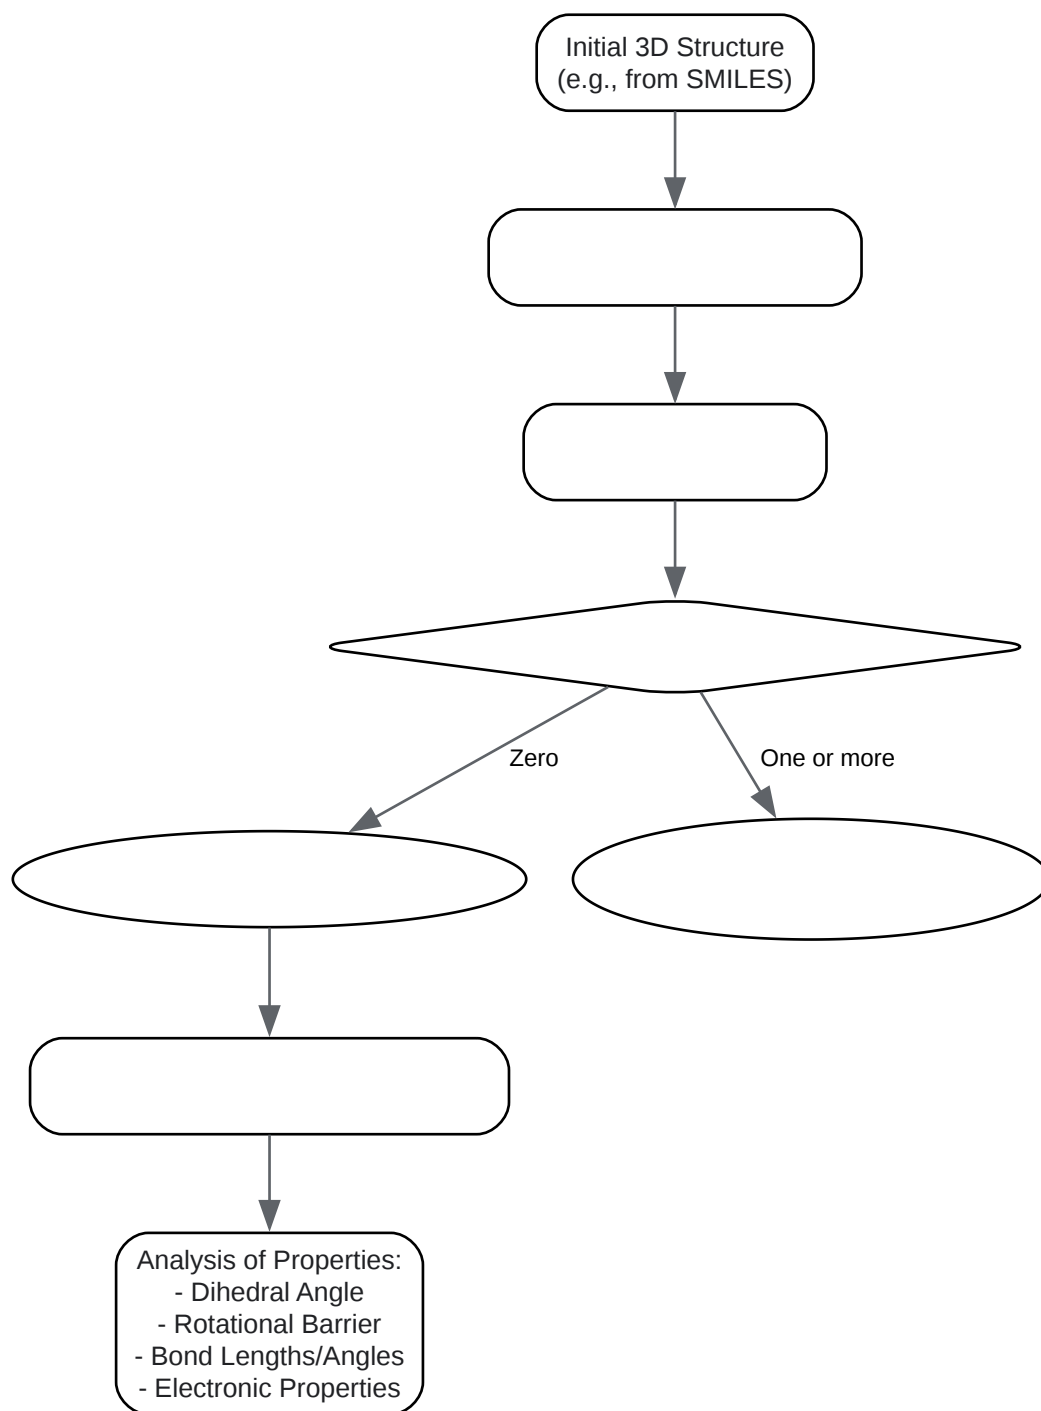 Initial 3D Structure
(e.g., from SMILES)
Zero
One or more
Analysis of Properties:
- Dihedral Angle
- Rotational Barrier
- Bond Lengths/Angles
- Electronic Properties